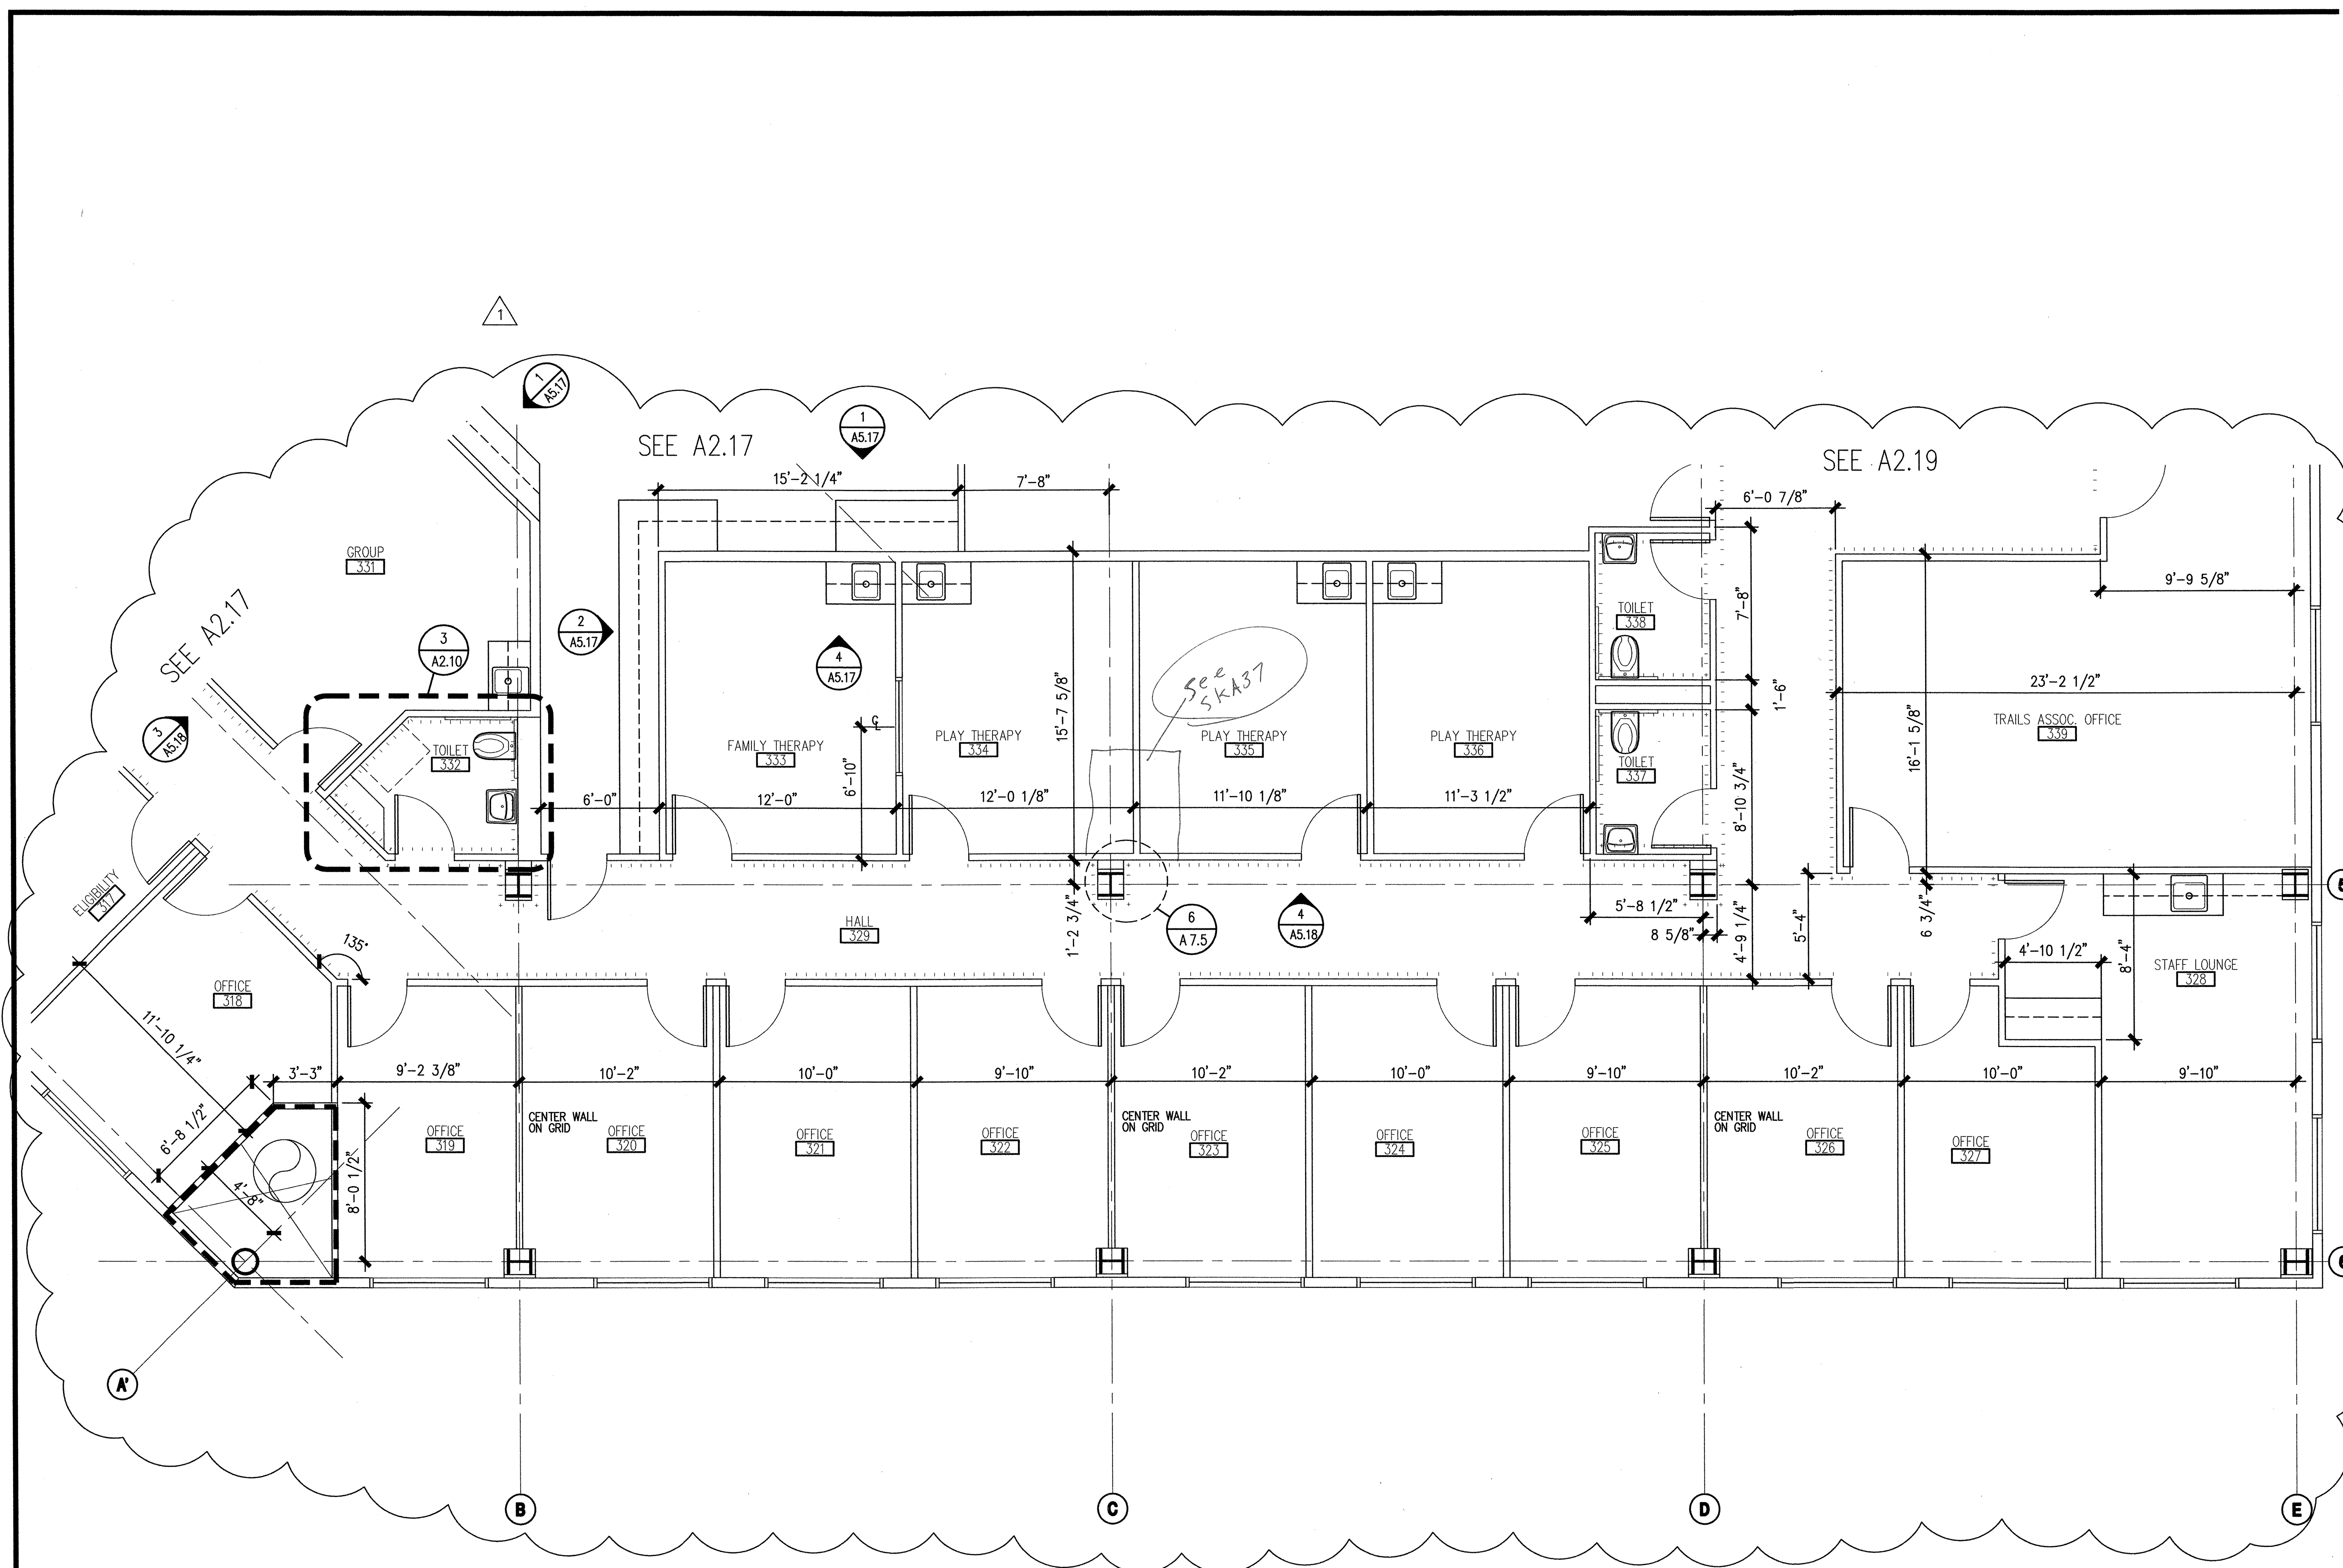 1
1
A5.17
1
A5.17
SEE A2.17
SEE A2.19
15'-2 1/4"
7'-8"
6'-0 7/8"
GROUP
331
9'-9 5/8"
SEE A2.17
3
A2.10
2
A5.17
4
A5.17
TOILET
338
7'-8"
See
SKA37
1'-6"
23'-2 1/2"
3
A5.18
TOILET
332
FAMILY THERAPY
333
PLAY THERAPY
334
15'-7 5/8"
PLAY THERAPY
335
PLAY THERAPY
336
TOILET
337
TRAILS ASSOC. OFFICE
339
16'-1 5/8"
6'-10"
8'-10 3/4"
6'-0"
12'-0"
12'-0 1/8"
11'-10 1/8"
11'-3 1/2"
ELIGIBILITY
317
135°
HALL
329
1'-2 3/4"
6
A7.5
4
A5.18
5'-8 1/2"
8 5/8"
4'-9 1/4"
5'-4"
6 3/4"
4'-10 1/2"
8'-4"
STAFF LOUNGE
328
5
OFFICE
318
11'-10 1/4"
3'-3"
9'-2 3/8"
10'-2"
10'-0"
9'-10"
10'-2"
10'-0"
9'-10"
10'-2"
10'-0"
9'-10"
6'-8 1/2"
4'-8"
8'-0 1/2"
CENTER WALL
ON GRID
CENTER WALL
ON GRID
CENTER WALL
ON GRID
OFFICE
319
OFFICE
320
OFFICE
321
OFFICE
322
OFFICE
323
OFFICE
324
OFFICE
325
OFFICE
326
OFFICE
327
A'
B
C
D
E